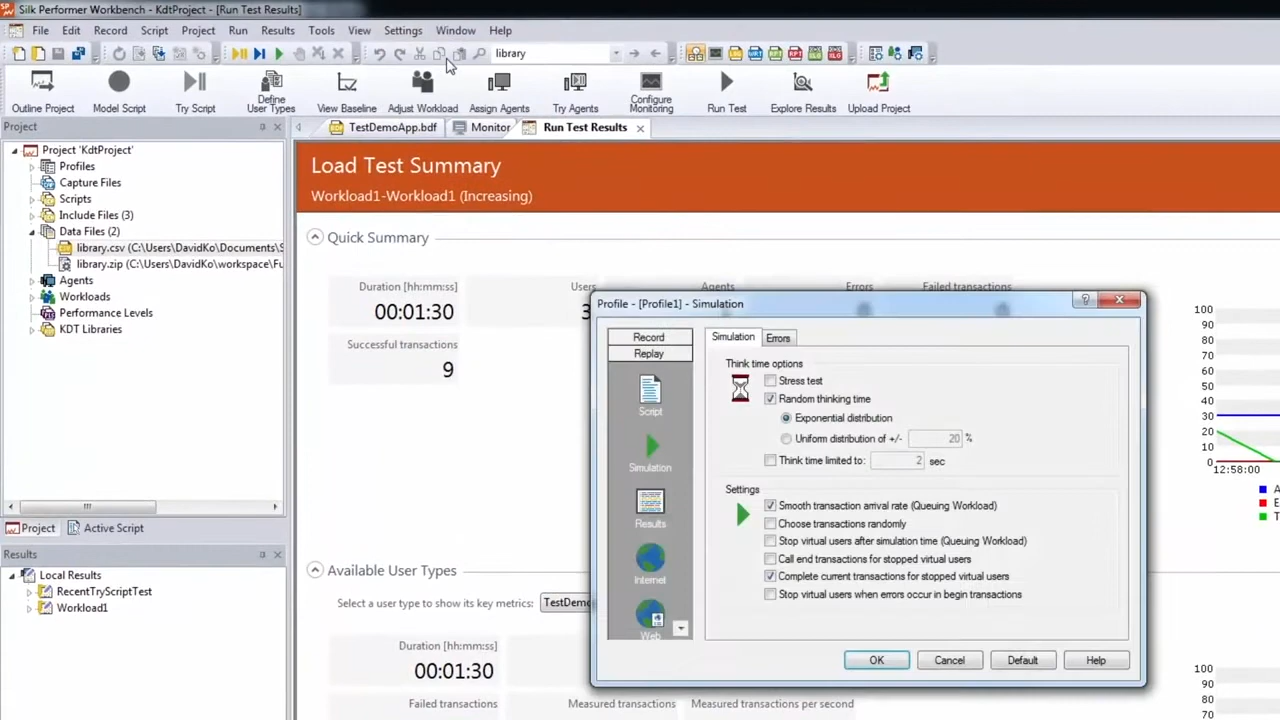 Silk Performer Workbench - KdtProject - [Run Test Results]
File Edit Record Script Project Run Results Tools View Settings Window Help
library
Outline Project Model Script Try Script Define User Types View Baseline Adjust Workload Assign Agents Try Agents Configure Monitoring Run Test Explore Results Upload Project
Project
TestDemoApp.bdf Monitor Run Test Results
Project 'KdtProject'
Profiles
Capture Files
Scripts
Include Files (3)
Data Files (2)
library.csv (C:\Users\DavidKo\Documents\S
library.zip (C:\Users\DavidKo\workspace\Fu
Agents
Workloads
Performance Levels
KDT Libraries
Project Active Script
Results
Local Results
RecentTryScriptTest
Workload1
Load Test Summary
Workload1-Workload1 (Increasing)
Quick Summary
Duration [hh:mm:ss] Users Agents Errors Failed transactions
00:01:30 3
Successful transactions
9
Available User Types
Select a user type to show its key metrics: TestDemo
Duration [hh:mm:ss]
00:01:30
Failed transactions Measured transactions Measured transactions per second
Profile - [Profile1] - Simulation
Record
Replay
Script
Simulation
Results
Internet
Web
Simulation Errors
Think time options
Stress test
Random thinking time
Exponential distribution
Uniform distribution of +/- 20 %
Think time limited to: 2 sec
Settings
Smooth transaction arrival rate (Queuing Workload)
Choose transactions randomly
Stop virtual users after simulation time (Queuing Workload)
Call end transactions for stopped virtual users
Complete current transactions for stopped virtual users
Stop virtual users when errors occur in begin transactions
OK Cancel Default Help
100
90
80
70
60
50
40
30
20
10
0
12:58:00
A
E
T
100
90
80
70